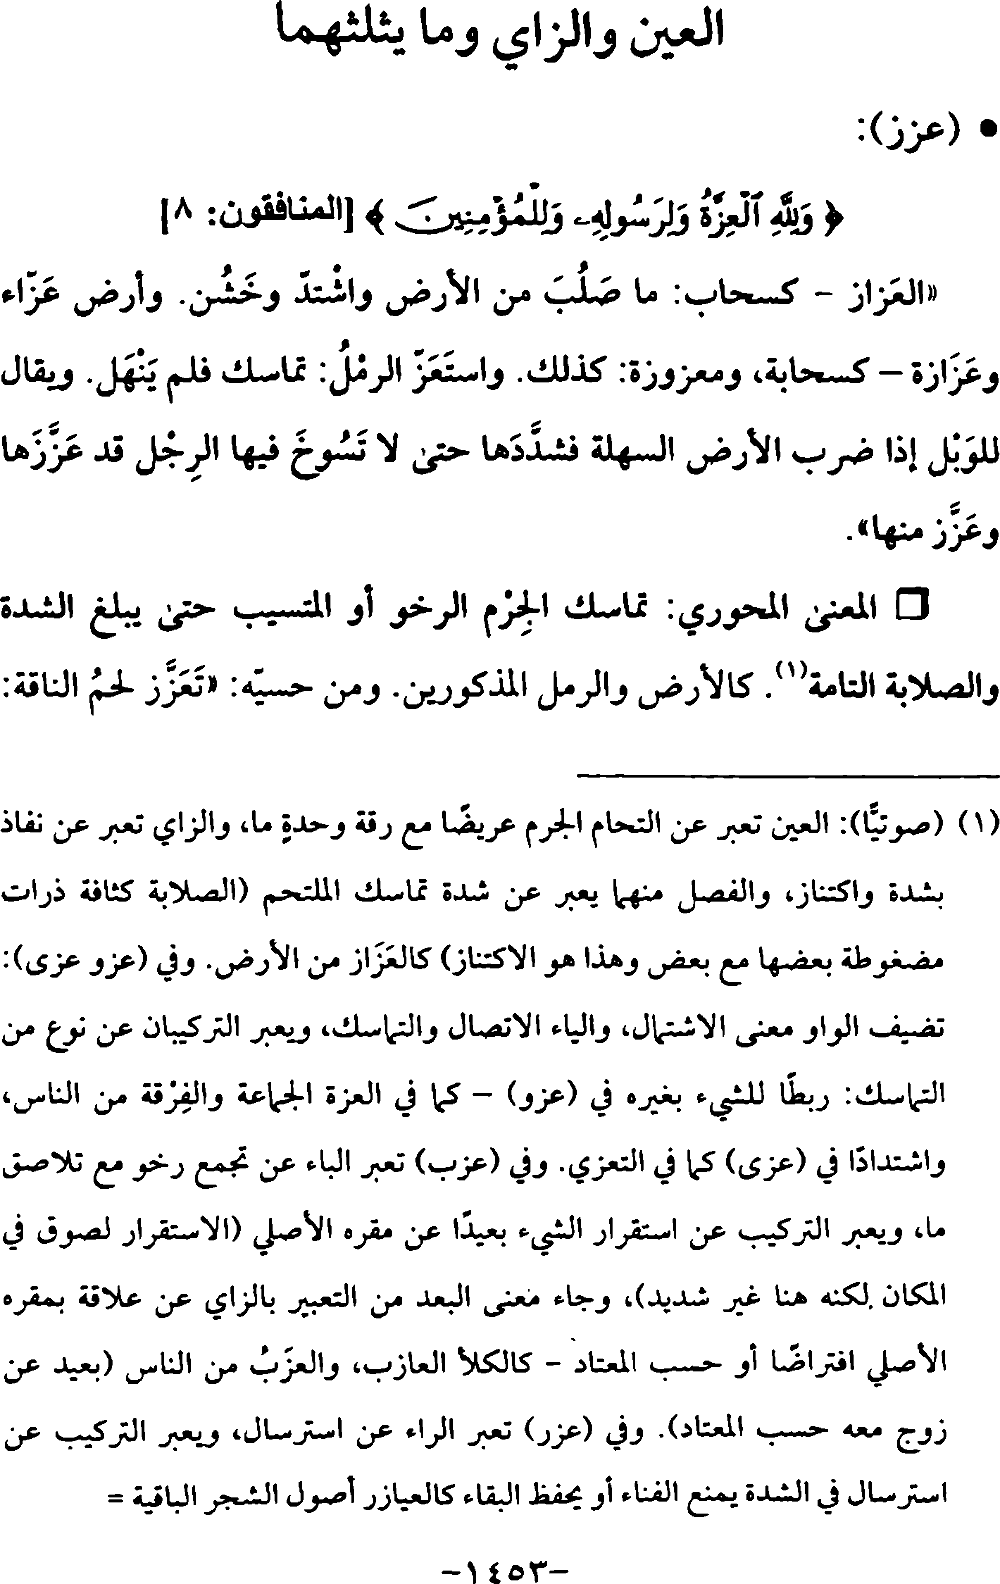 العين والزاي وما يثلثهما
• (عزز):
﴿ وَلِلَّهِ ٱلْعِزَّةُ وَلِرَسُولِهِۦ وَلِلْمُؤْمِنِينَ ﴾ [المنافقون: ٨]
«العَزاز - كسحاب: ما صَلُبَ من الأرض واشْتدّ وخَشُن. وأرض عَزّاء
وعَزَازة – كسحابة، ومعزوزة: كذلك. واستَعَزّ الرمْلُ: تماسك فلم يَنْهَل. ويقال
للوَبْل إذا ضرب الأرض السهلة فشدَّدَها حتىٰ لا تَسُوخَ فيها الرِجْل قد عَزَّزَها
وعَزَّز منها».
❒ المعنىٰ المحوري: تماسك الجِرْم الرخو أو المتسيب حتىٰ يبلغ الشدة
والصلابة التامة(١). كالأرض والرمل المذكورين. ومن حسيّه: «تَعَزَّز لحمُ الناقة:
(١) (صوتيًّا): العين تعبر عن التحام الجرم عريضًا مع رقة وحدةٍ ما، والزاي تعبر عن نفاذ
بشدة واكتناز، والفصل منهما يعبر عن شدة تماسك الملتحم (الصلابة كثافة ذرات
مضغوطة بعضها مع بعض وهذا هو الاكتناز) كالعَزَاز من الأرض. وفي (عزو عزى):
تضيف الواو معنى الاشتمال، والياء الاتصال والتماسك، ويعبر التركيبان عن نوع من
التماسك: ربطًا للشيء بغيره في (عزو) – كما في العزة الجماعة والفِرْقة من الناس،
واشتدادًا في (عزى) كما في التعزي. وفي (عزب) تعبر الباء عن تجمع رخو مع تلاصق
ما، ويعبر التركيب عن استقرار الشيء بعيدًا عن مقره الأصلي (الاستقرار لصوق في
المكان لكنه هنا غير شديد)، وجاء معنى البعد من التعبير بالزاي عن علاقة بمقره
الأصلي افتراضًا أو حسب المعتاد - كالكلأ العازب، والعزَبُ من الناس (بعيد عن
زوج معه حسب المعتاد). وفي (عزر) تعبر الراء عن استرسال، ويعبر التركيب عن
استرسال في الشدة يمنع الفناء أو يحفظ البقاء كالعيازر أصول الشجر الباقية =
-١٤٥٣-